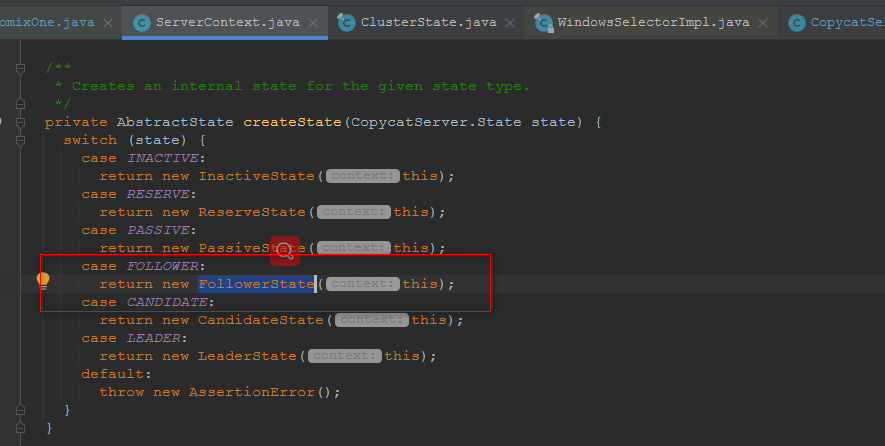 omixOne.java × ServerContext.java × ClusterState.java × WindowsSelectorImpl.java × CopycatSer
/**
* Creates an internal state for the given state type.
*/
private AbstractState createState(CopycatServer.State state) {
switch (state) {
case INACTIVE:
return new InactiveState( context: this);
case RESERVE:
return new ReserveState( context: this);
case PASSIVE:
return new PassiveState( context: this);
case FOLLOWER:
return new FollowerState( context: this);
case CANDIDATE:
return new CandidateState( context: this);
case LEADER:
return new LeaderState( context: this);
default:
throw new AssertionError();
}
}